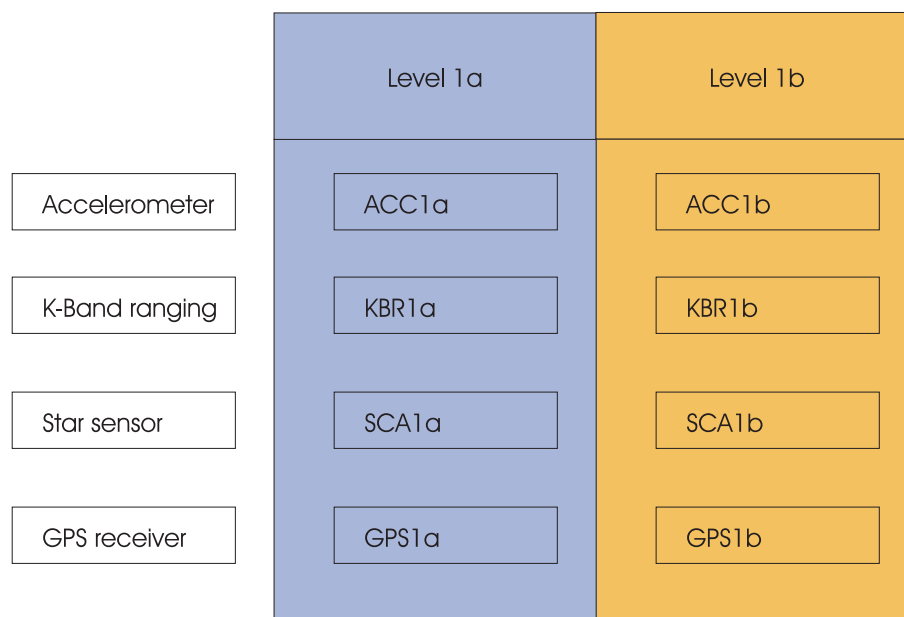 Level 1a
Level 1b
Accelerometer
ACC1a
ACC1b
K-Band ranging
KBR1a
KBR1b
Star sensor
SCA1a
SCA1b
GPS receiver
GPS1a
GPS1b